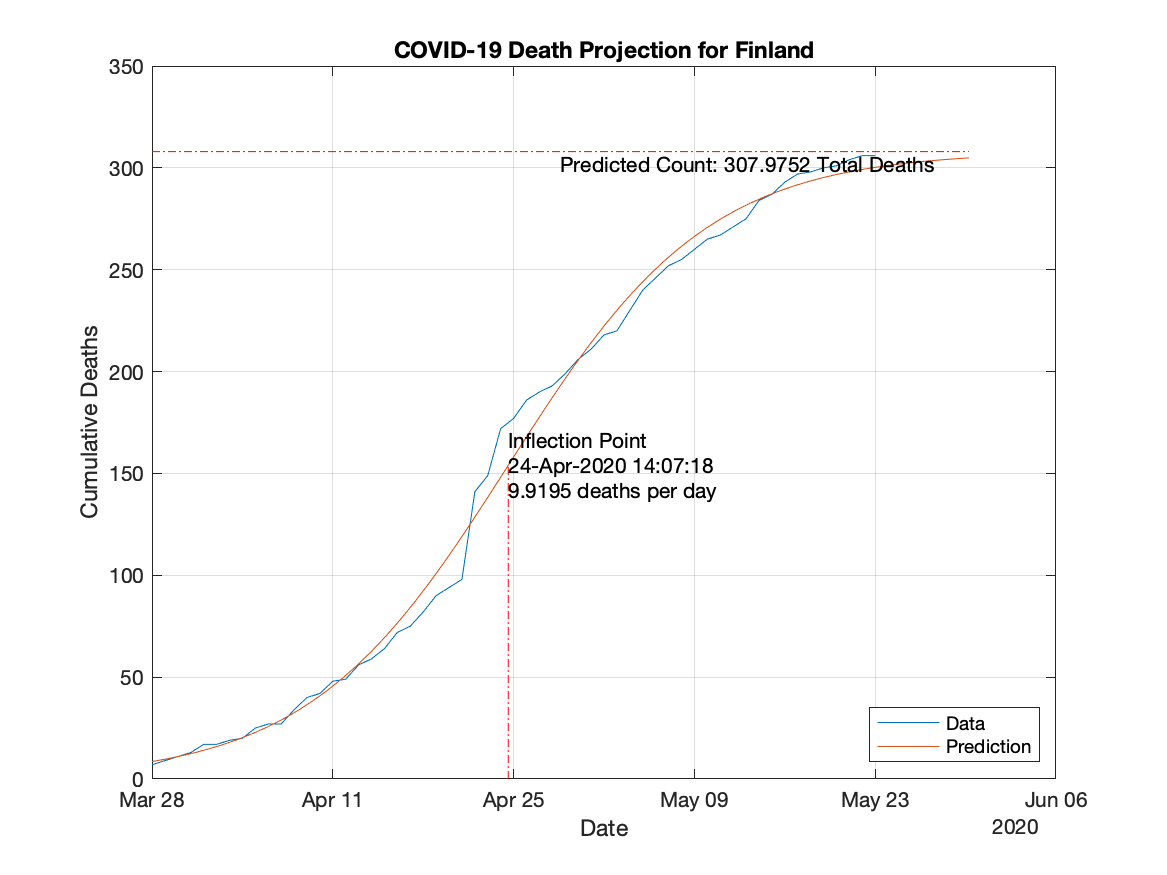 COVID-19 Death Projection for Finland
350
300
250
200
150
100
50
0
Cumulative Deaths
Predicted Count: 307.9752 Total Deaths
Inflection Point
24-Apr-2020 14:07:18
9.9195 deaths per day
Data
Prediction
Mar 28
Apr 11
Apr 25
May 09
May 23
Jun 06
Date
2020